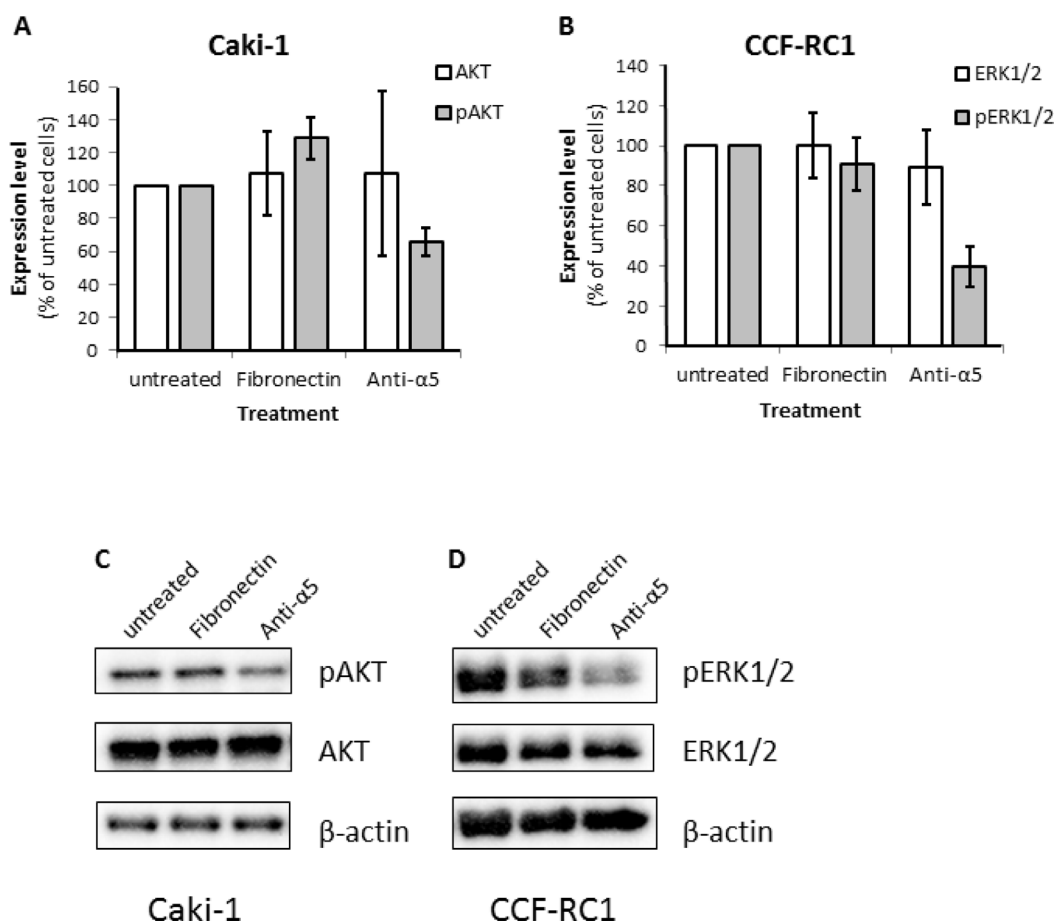 A
Caki-1
AKT
pAKT
Expression level
(% of untreated cells)
160
140
120
100
80
60
40
20
0
untreated Fibronectin Anti-α5
Treatment
B
CCF-RC1
ERK1/2
pERK1/2
Expression level
(% of untreated cells)
140
120
100
80
60
40
20
0
untreated Fibronectin Anti-α5
Treatment
C
untreated Fibronectin Anti-α5
pAKT
AKT
β-actin
Caki-1
D
untreated Fibronectin Anti-α5
pERK1/2
ERK1/2
β-actin
CCF-RC1